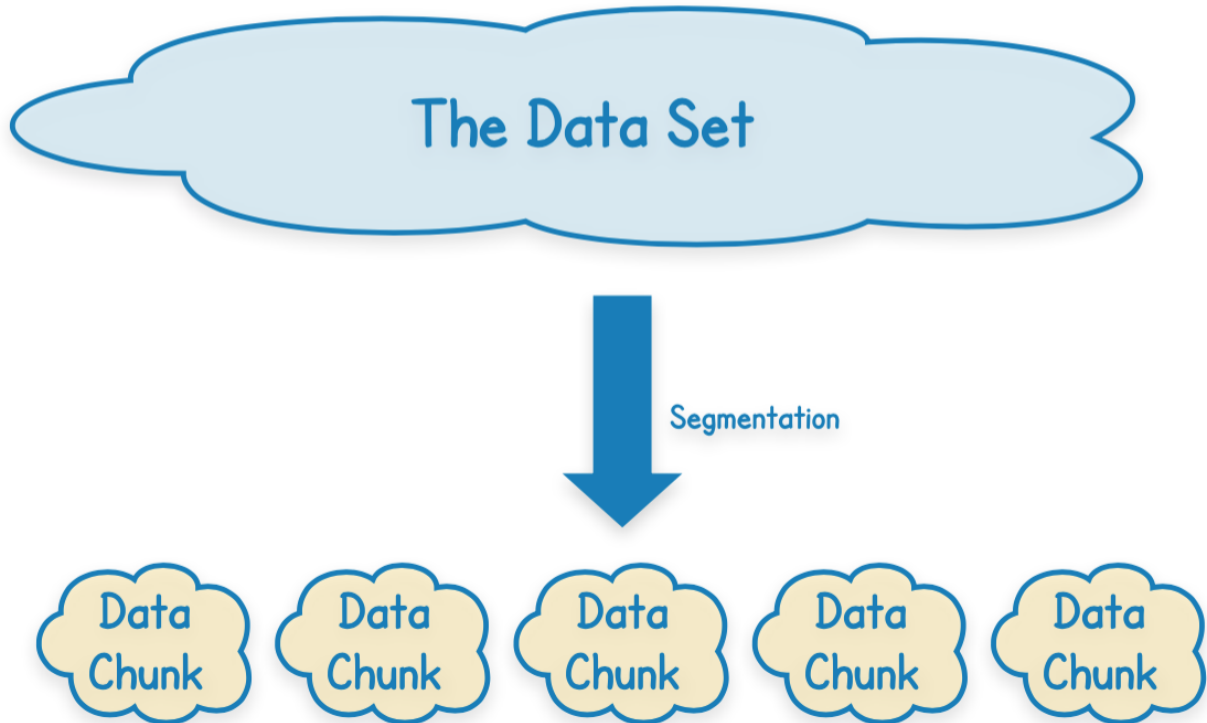 The Data Set
Segmentation
Data
Chunk
Data
Chunk
Data
Chunk
Data
Chunk
Data
Chunk